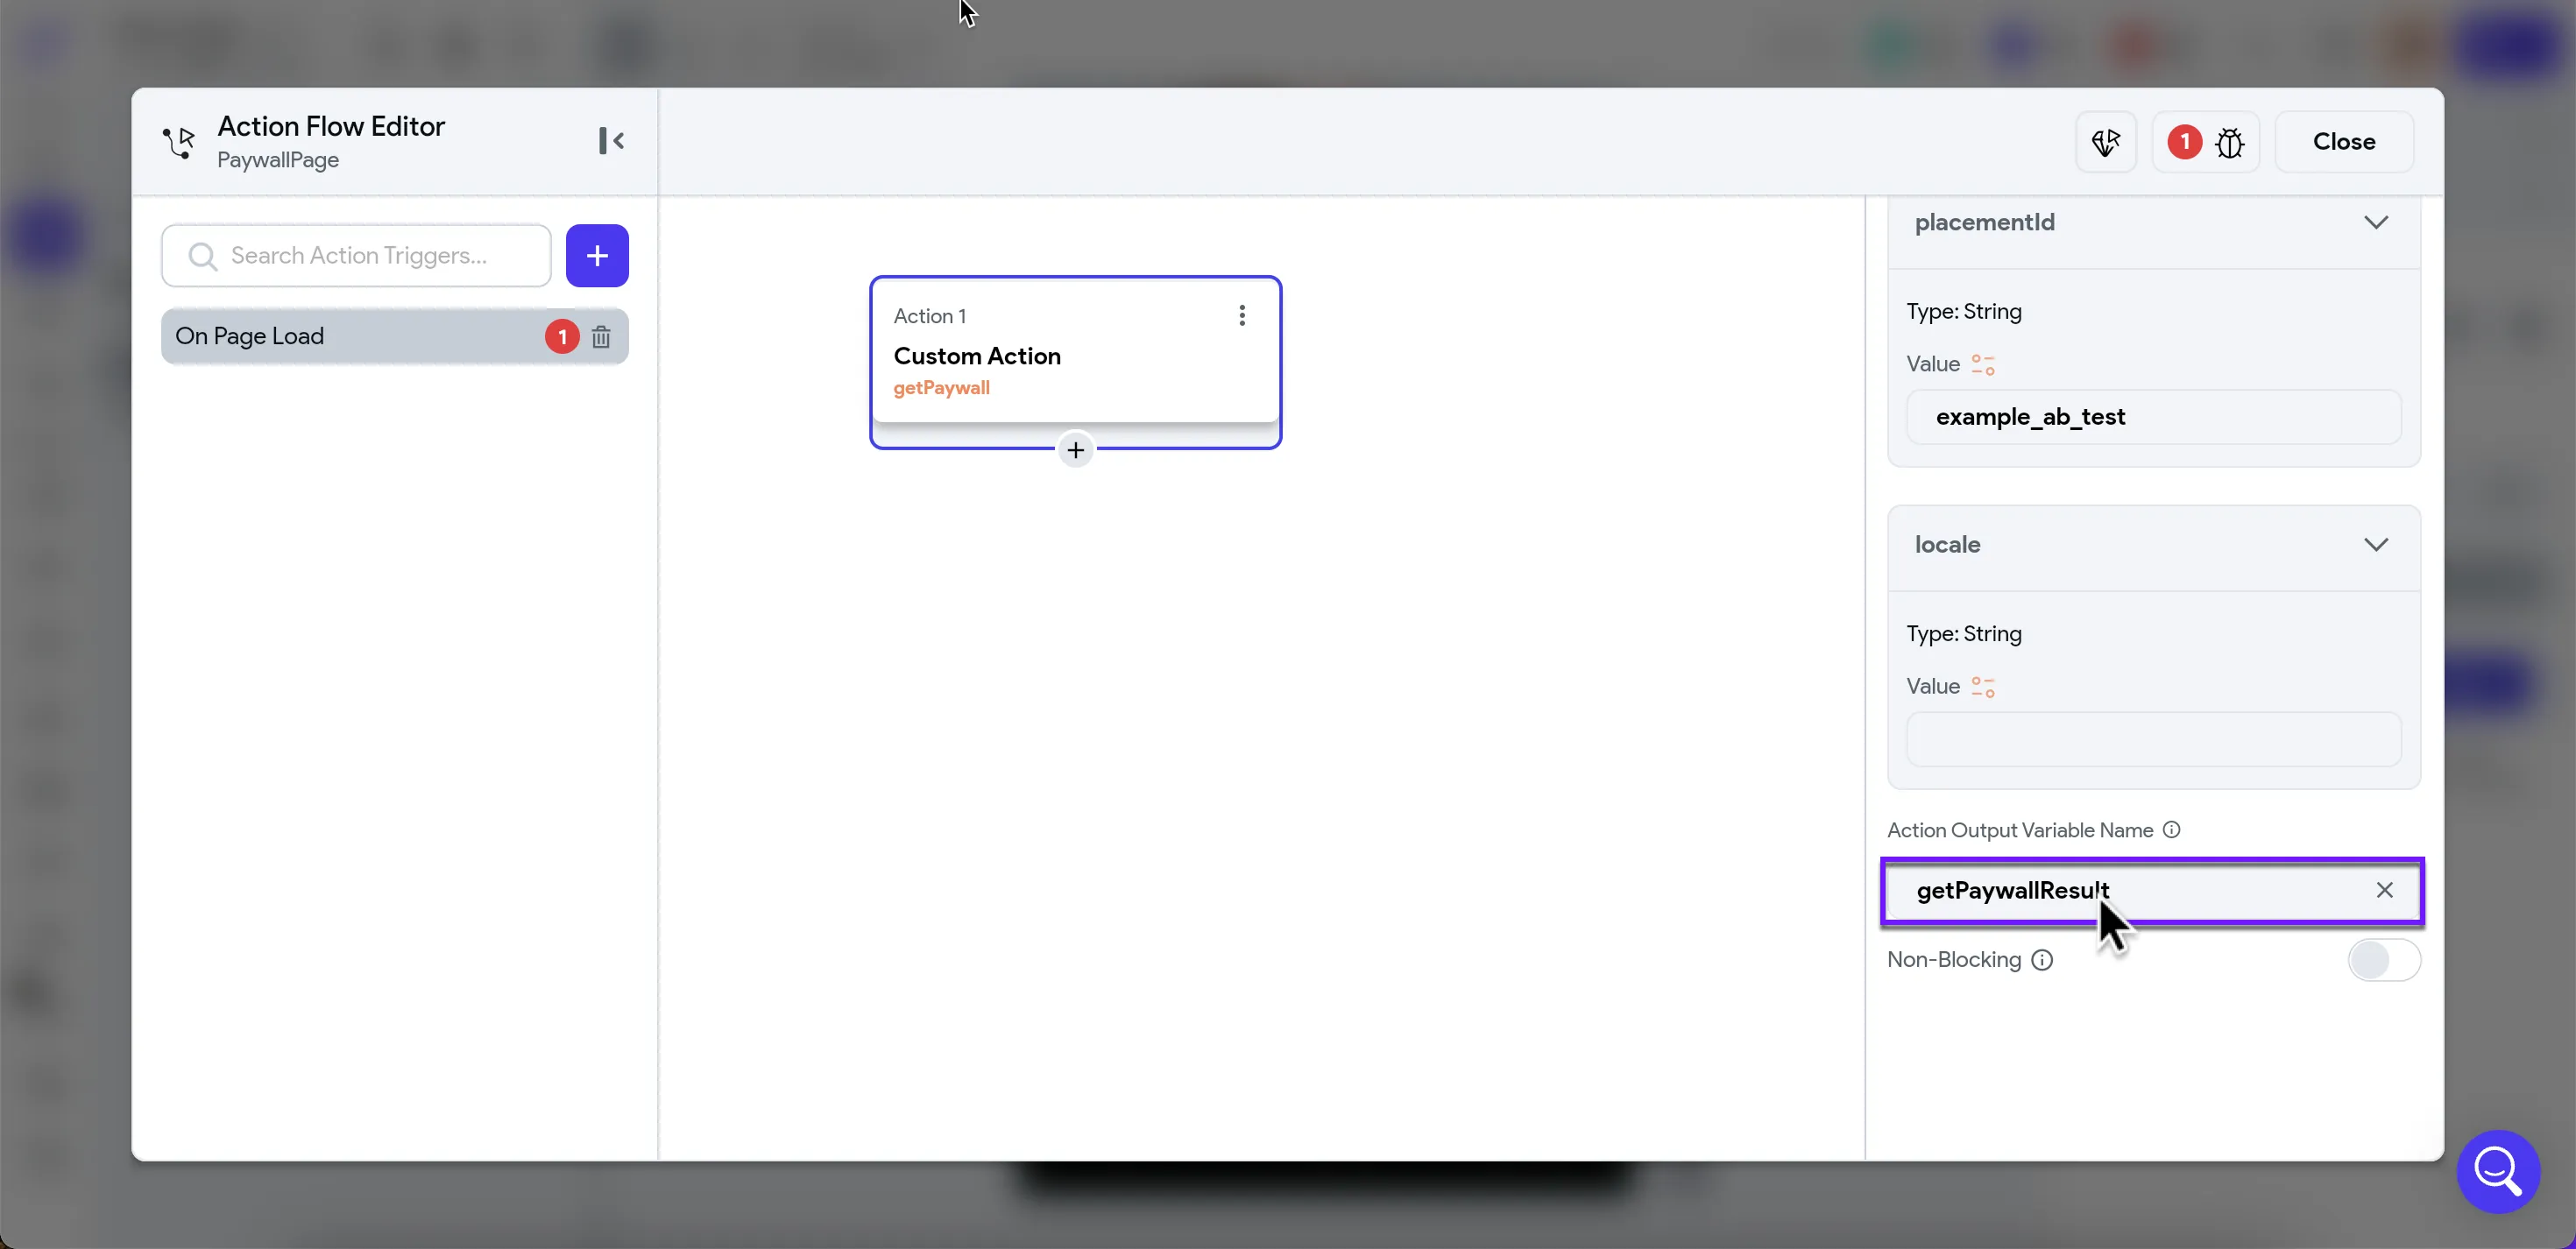 Action Flow Editor
PaywallPage
1
Close
Search Action Triggers...
On Page Load
1
Action 1
Custom Action
getPaywall
placementId
Type: String
Value
example_ab_test
locale
Type: String
Value
Action Output Variable Name
getPaywallResult
Non-Blocking